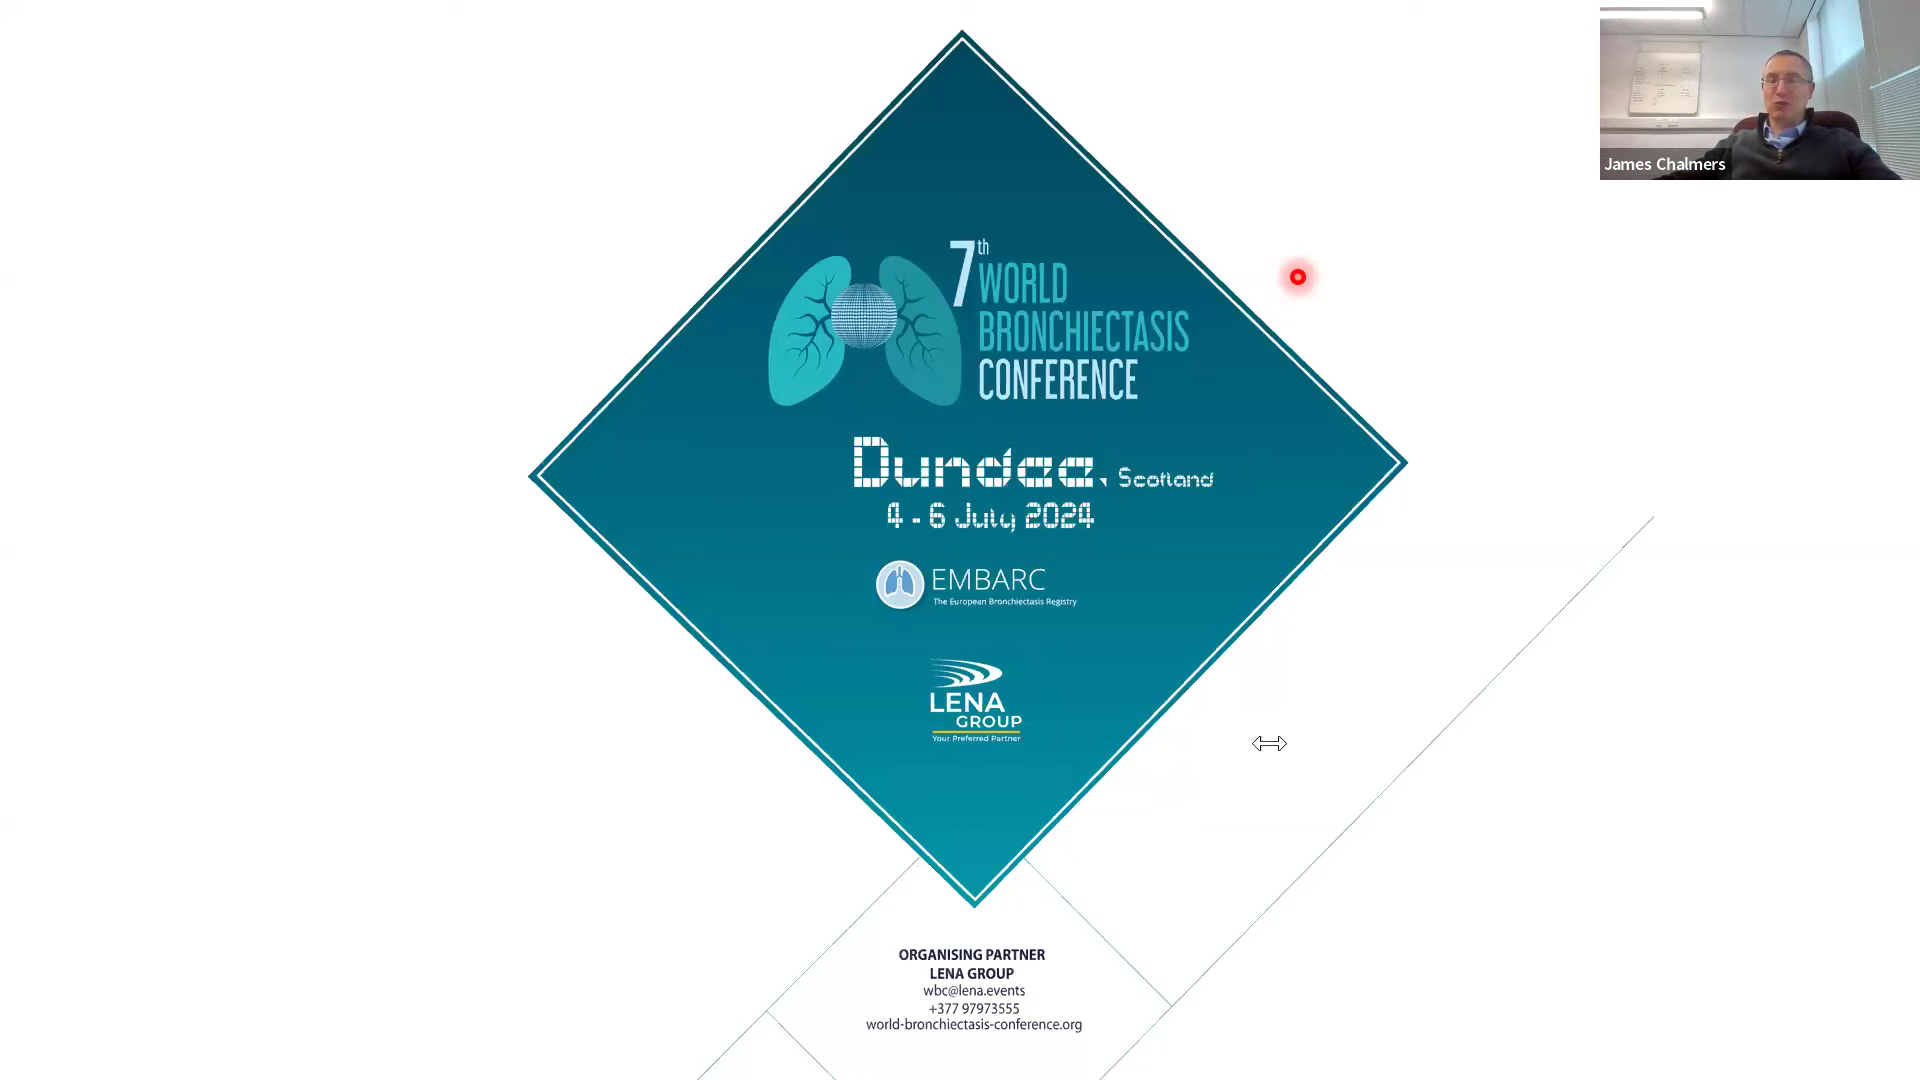 James Chalmers
7th
WORLD
BRONCHIECTASIS
CONFERENCE
Dundee, Scotland
4 - 6 July 2024
EMBARC
The European Bronchiectasis Registry
LENA
GROUP
Your Preferred Partner
ORGANISING PARTNER
LENA GROUP
wbc@lena.events
+377 97973555
world-bronchiectasis-conference.org